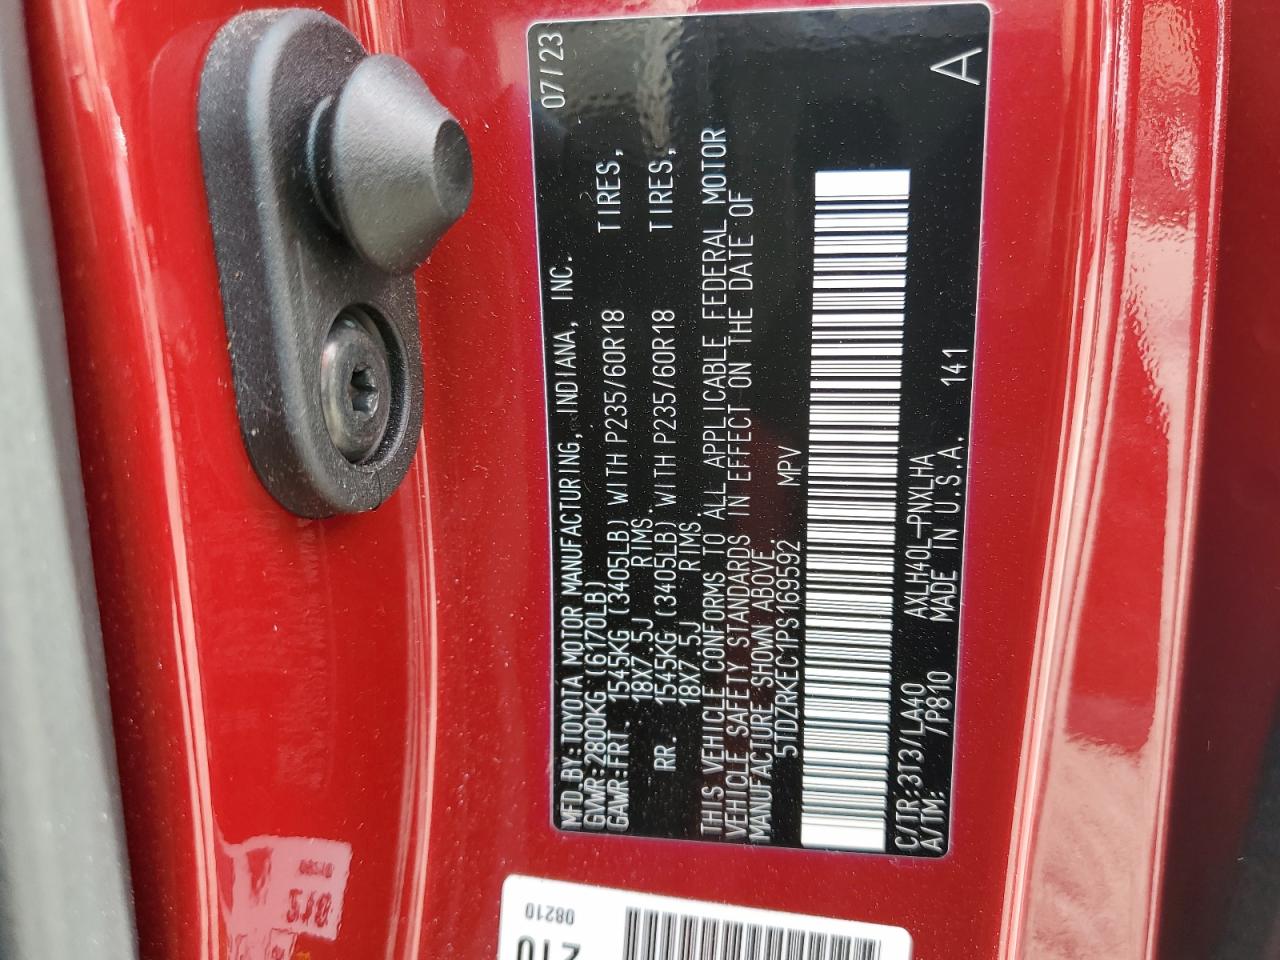 MFD.BY:TOYOTA MOTOR MANUFACTURING, INDIANA, INC. 07/23
GVWR:2800KG (6170LB)
GAWR:FRT. 1545KG (3405LB) WITH P235/60R18 TIRES,
18X7.5J RIMS,
RR. 1545KG (3405LB) WITH P235/60R18 TIRES,
18X7.5J RIMS,
THIS VEHICLE CONFORMS TO ALL APPLICABLE FEDERAL MOTOR
VEHICLE SAFETY STANDARDS IN EFFECT ON THE DATE OF
MANUFACTURE SHOWN ABOVE.
5TDZRKEC1PS169592 MPV
C/TR:3T3/LA40 AXLH40L-PNXLHA
A/TM: /P810 MADE IN U.S.A. 141 A
08210
210